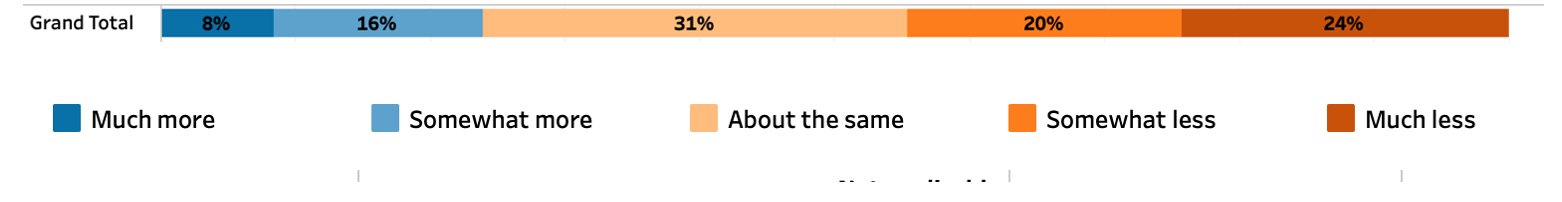 Grand Total 8% 16% 31% 20% 24%
Much more Somewhat more About the same Somewhat less Much less